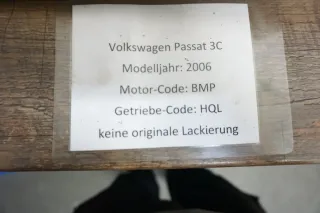 Volkswagen Passat 3C
Modelljahr: 2006
Motor-Code: BMP
Getriebe-Code: HQL
keine originale Lackierung